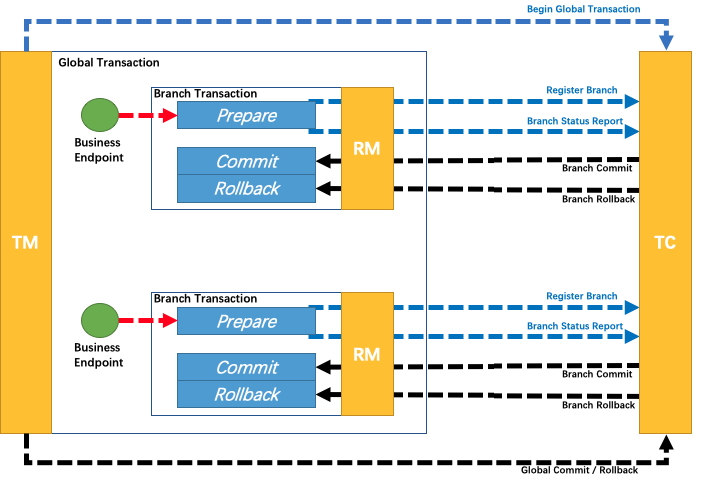 Begin Global Transaction
Global Transaction
Branch Transaction
Register Branch
Prepare
Branch Status Report
Business
Endpoint
Commit
RM
Branch Commit
Rollback
Branch Rollback
TM
TC
Branch Transaction
Register Branch
Prepare
Branch Status Report
Business
Endpoint
Commit
RM
Branch Commit
Rollback
Branch Rollback
Global Commit / Rollback